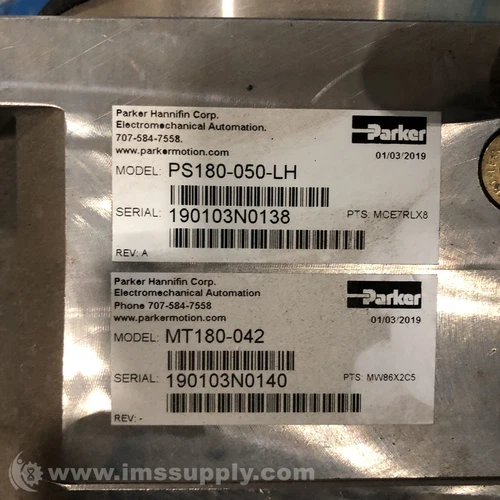 Parker Hannifin Corp.
Electromechanical Automation.
707-584-7558.
www.parkermotion.com
Parker
01/03/2019
MODEL: PS180-050-LH
SERIAL: 190103N0138 PTS: MCE7RLX8
REV: A
Parker Hannifin Corp.
Electromechanical Automation
Phone 707-584-7558
www.parkermotion.com
Parker
01/03/2019
MODEL: MT180-042
SERIAL: 190103N0140 PTS: MW86X2C5
REV: -
www.imssupply.com